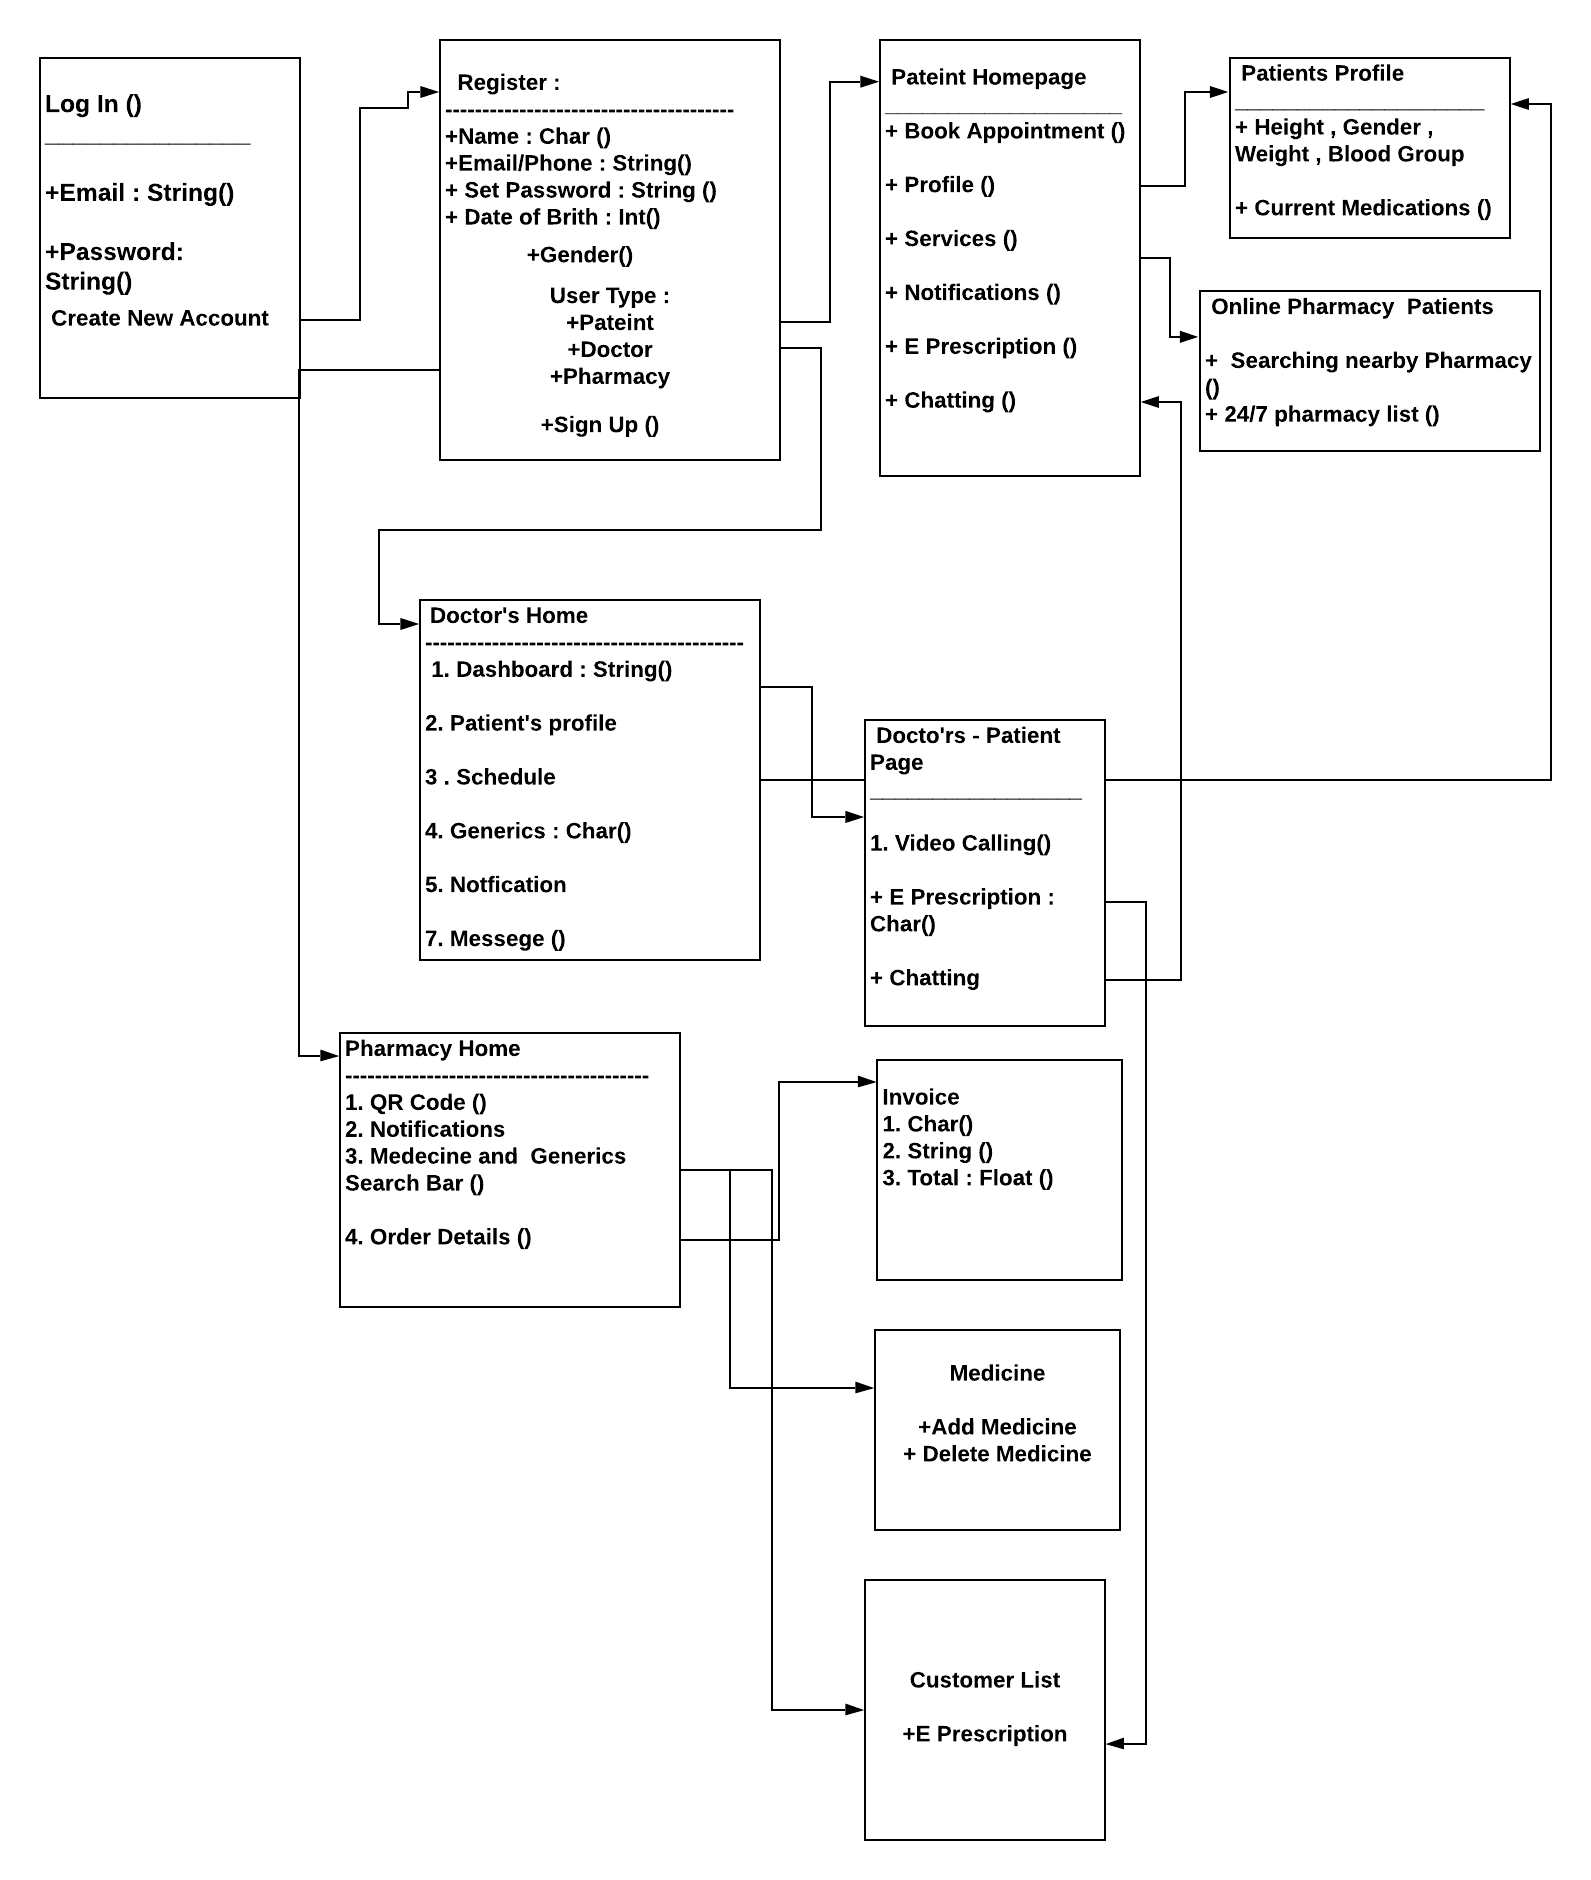 Log In ()
_______________
+Email : String()
+Password:
String()
Create New Account
Register :
---------------------------------------
+Name : Char ()
+Email/Phone : String()
+ Set Password : String ()
+ Date of Brith : Int()
+Gender()
User Type :
+Pateint
+Doctor
+Pharmacy
+Sign Up ()
Pateint Homepage
___________________
+ Book Appointment ()
+ Profile ()
+ Services ()
+ Notifications ()
+ E Prescription ()
+ Chatting ()
Patients Profile
____________________
+ Height , Gender ,
Weight , Blood Group
+ Current Medications ()
Online Pharmacy  Patients
+  Searching nearby Pharmacy
()
+ 24/7 pharmacy list ()
Doctor's Home
-------------------------------------------
1. Dashboard : String()
2. Patient's profile
3 . Schedule
4. Generics : Char()
5. Notfication
7. Messege ()
Docto'rs - Patient
Page
_________________
1. Video Calling()
+ E Prescription :
Char()
+ Chatting
Pharmacy Home
-----------------------------------------
1. QR Code ()
2. Notifications
3. Medecine and  Generics
Search Bar ()
4. Order Details ()
Invoice
1. Char()
2. String ()
3. Total : Float ()
Medicine
+Add Medicine
+ Delete Medicine
Customer List
+E Prescription